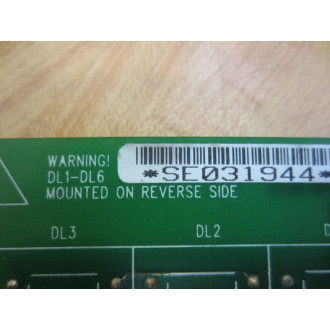 WARNING!
DL1-DL6
MOUNTED ON REVERSE SIDE
*SE031944*
DL3 DL2